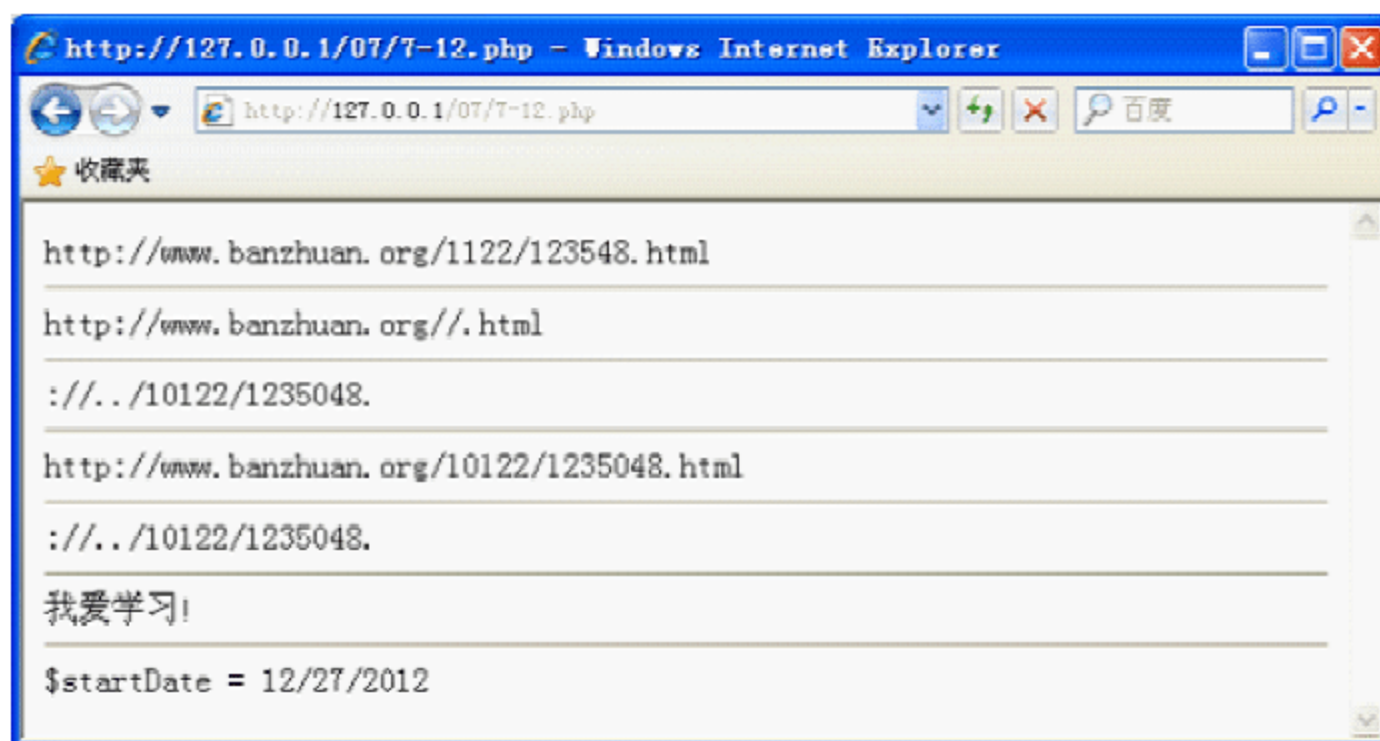 http://127.0.0.1/07/7-12.php - Windows Internet Explorer
http://127.0.0.1/07/7-12.php
百度
收藏夹
http://www.banzhuan.org/1122/123548.html
http://www.banzhuan.org//.html
://../10122/1235048.
http://www.banzhuan.org/10122/1235048.html
://../10122/1235048.
我爱学习!
$startDate = 12/27/2012